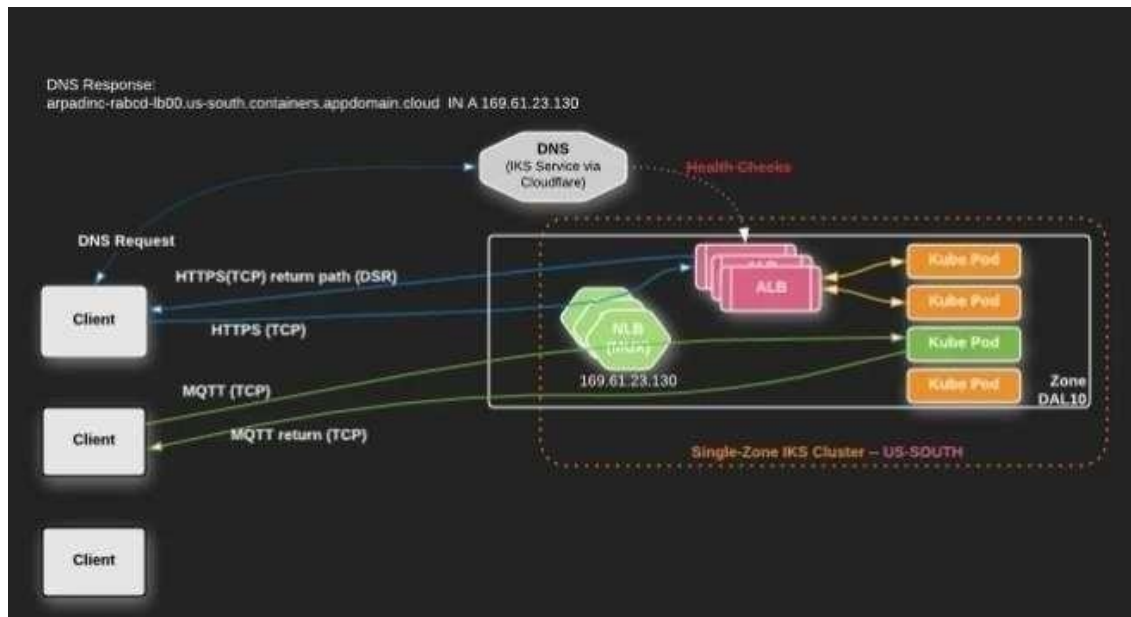 DNS Response:
arpadinc-rabcd-lb00.us-south.containers.appdomain.cloud IN A 169.61.23.130
DNS
(IKS Service via
Cloudflare)
Health Checks
DNS Request
HTTPS(TCP) return path (DSR)
Client
HTTPS (TCP)
ALB
ALB
Kube Pod
Kube Pod
Kube Pod
Kube Pod
NLB
(MUX)
169.61.23.130
Zone
DAL10
MQTT (TCP)
Client
MQTT return (TCP)
Single-Zone IKS Cluster -- US-SOUTH
Client